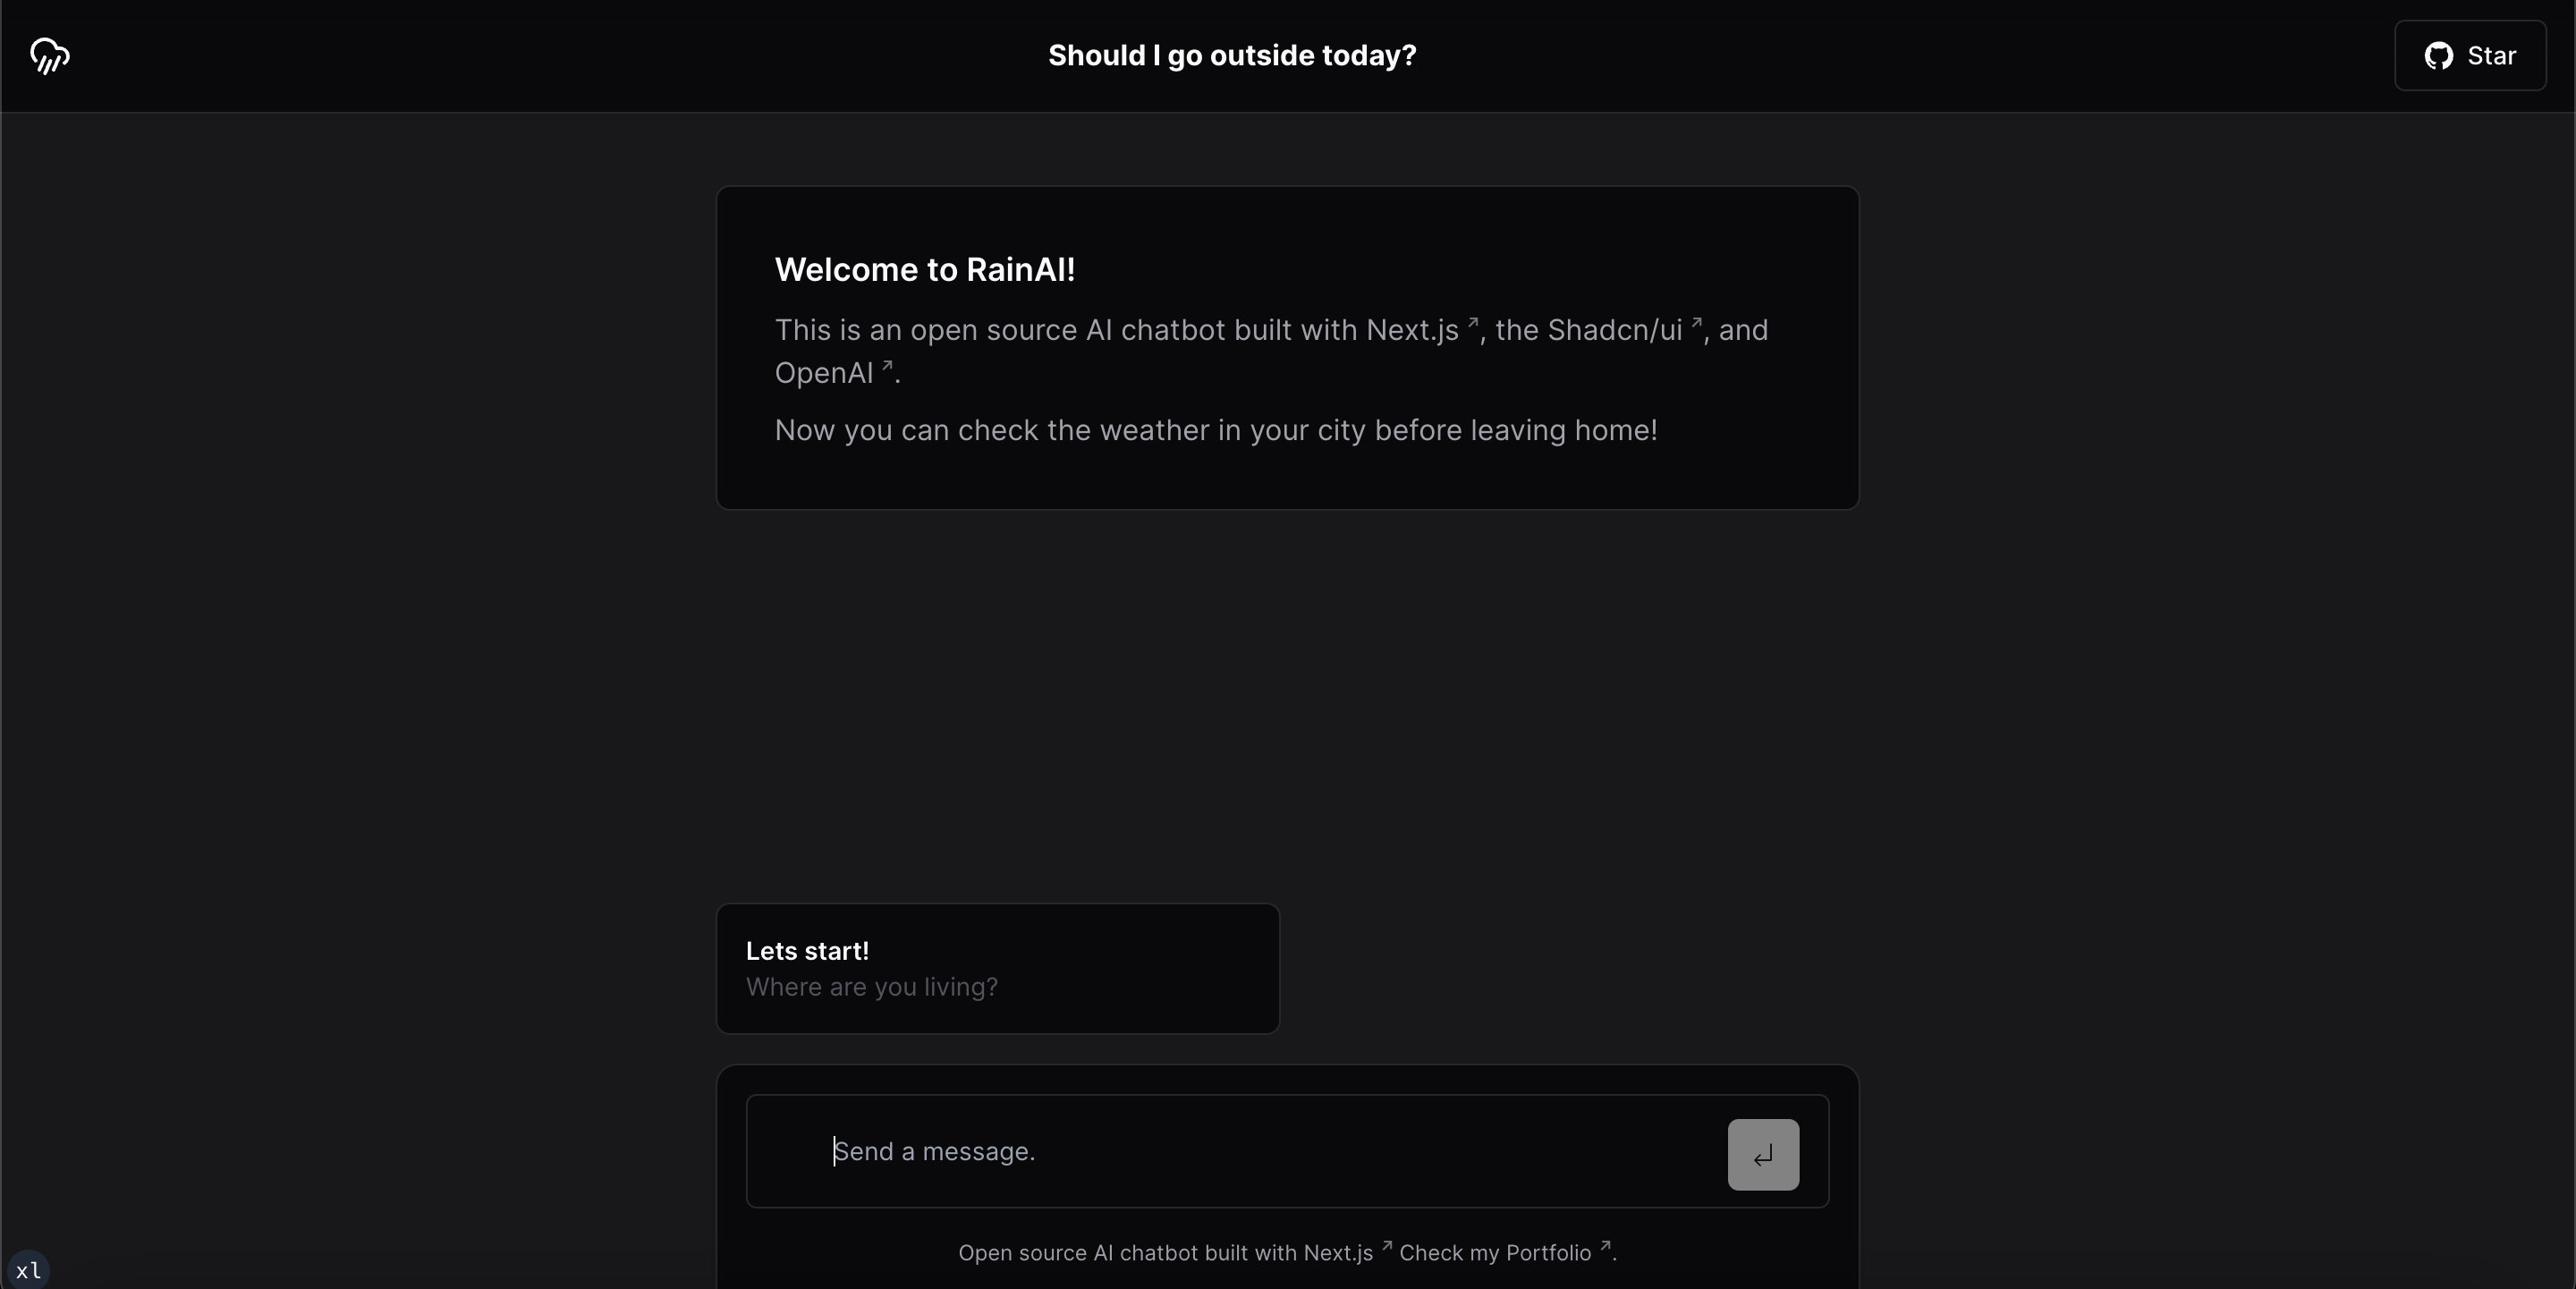 Should I go outside today?
Star
Welcome to RainAI!
This is an open source AI chatbot built with Next.js ↗, the Shadcn/ui ↗, and
OpenAI ↗.
Now you can check the weather in your city before leaving home!
Lets start!
Where are you living?
Send a message.
Open source AI chatbot built with Next.js ↗ Check my Portfolio ↗.
xl